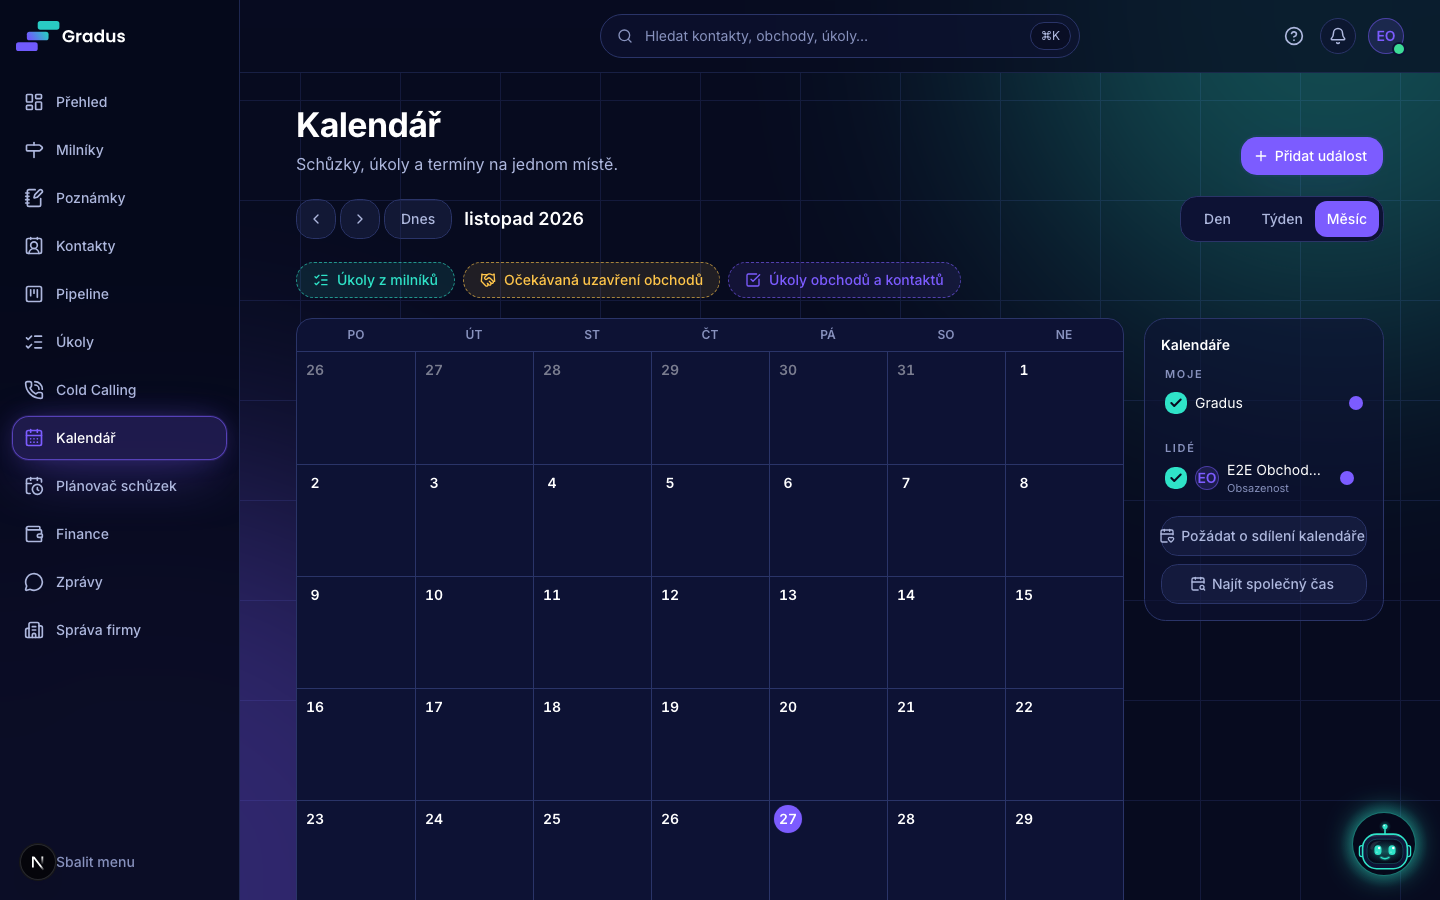 Gradus
Hledat kontakty, obchody, úkoly...
⌘K
EO
Přehled
Milníky
Poznámky
Kontakty
Pipeline
Úkoly
Cold Calling
Kalendář
Plánovač schůzek
Finance
Zprávy
Správa firmy
N
Sbalit menu
Kalendář
Schůzky, úkoly a termíny na jednom místě.
Přidat událost
Dnes
listopad 2026
Den Týden Měsíc
Úkoly z milníků Očekávaná uzavření obchodů Úkoly obchodů a kontaktů
PO ÚT ST ČT PÁ SO NE
26 27 28 29 30 31 1
2 3 4 5 6 7 8
9 10 11 12 13 14 15
16 17 18 19 20 21 22
23 24 25 26 27 28 29
Kalendáře
MOJE
Gradus
LIDÉ
EO E2E Obchod...
Obsazenost
Požádat o sdílení kalendáře
Najít společný čas